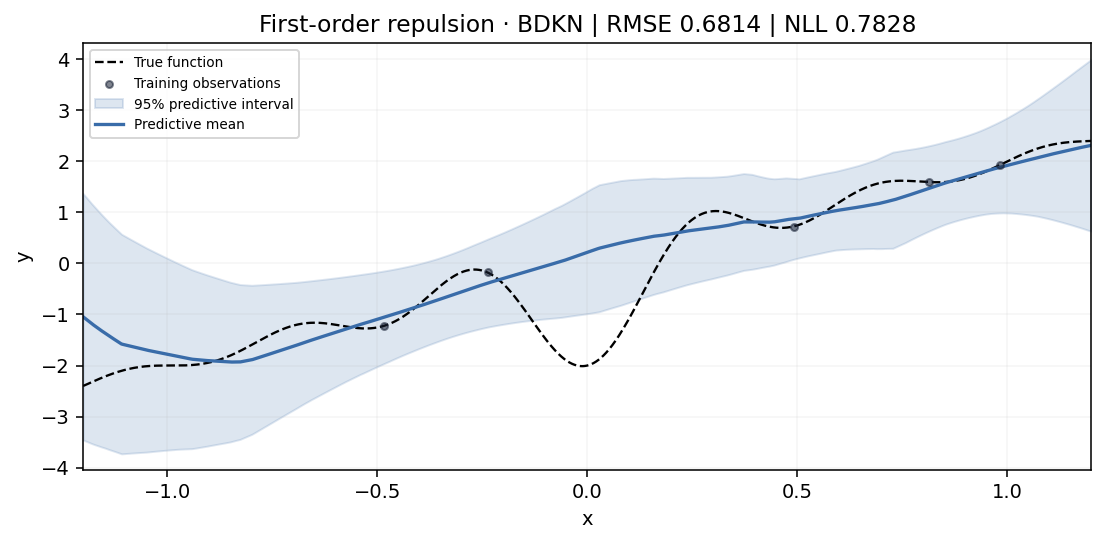 First-order repulsion · BDKN | RMSE 0.6814 | NLL 0.7828
4
3
2
1
0
−1
−2
−3
−4
y
True function
Training observations
95% predictive interval
Predictive mean
−1.0
−0.5
0.0
0.5
1.0
x